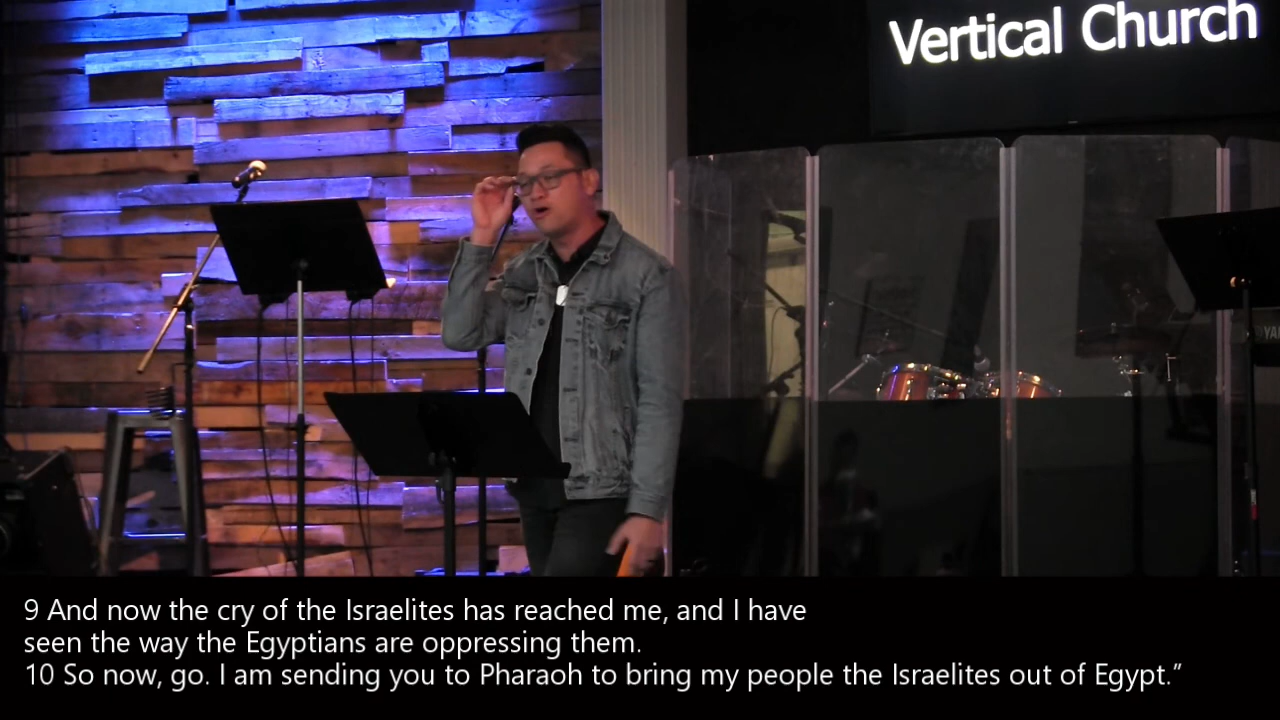 Vertical Church
YA
9 And now the cry of the Israelites has reached me, and I have
seen the way the Egyptians are oppressing them.
10 So now, go. I am sending you to Pharaoh to bring my people the Israelites out of Egypt.”